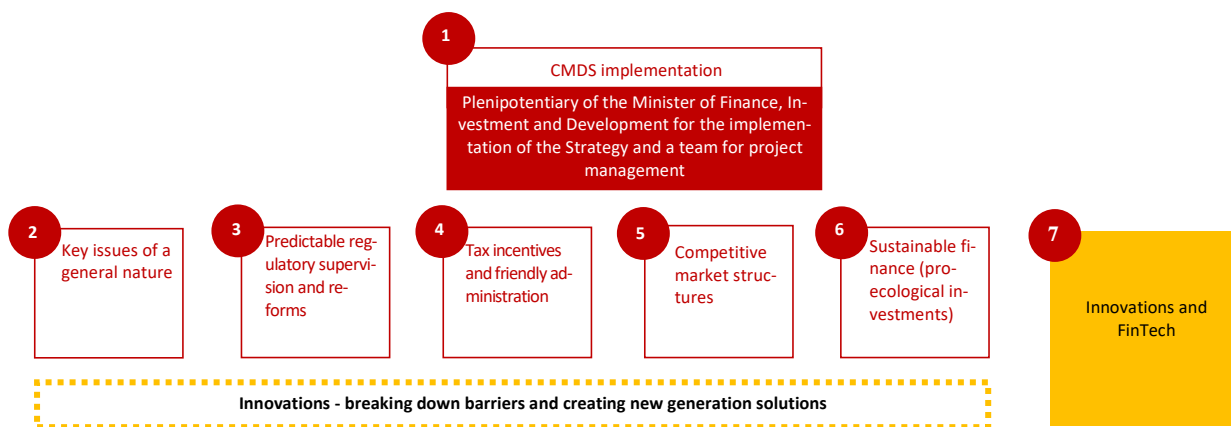 1
CMDS implementation
Plenipotentiary of the Minister of Finance, In-
vestment and Development for the implemen-
tation of the Strategy and a team for project
management
2
Key issues of a
general nature
3
Predictable reg-
ulatory supervi-
sion and re-
forms
4
Tax incentives
and friendly ad-
ministration
5
Competitive
market struc-
tures
6
Sustainable fi-
nance (pro-
ecological in-
vestments)
7
Innovations and
FinTech
Innovations - breaking down barriers and creating new generation solutions